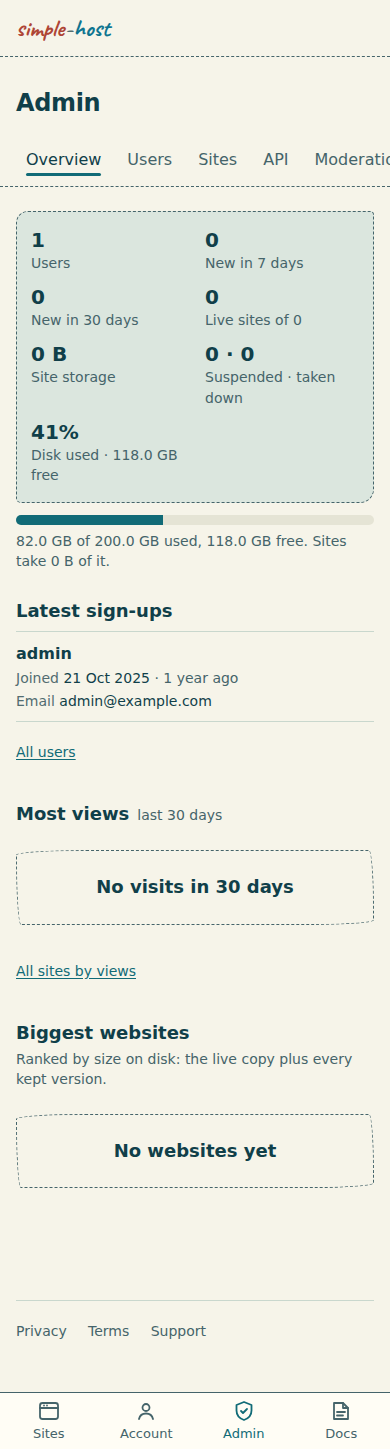 simple-host
Admin
Overview Users Sites API Moderatio
1
Users
0
New in 7 days
0
New in 30 days
0
Live sites of 0
0 B
Site storage
0 · 0
Suspended · taken
down
41%
Disk used · 118.0 GB
free
82.0 GB of 200.0 GB used, 118.0 GB free. Sites
take 0 B of it.
Latest sign-ups
admin
Joined 21 Oct 2025 · 1 year ago
Email admin@example.com
All users
Most views last 30 days
No visits in 30 days
All sites by views
Biggest websites
Ranked by size on disk: the live copy plus every
kept version.
No websites yet
Privacy Terms Support
Sites Account Admin Docs